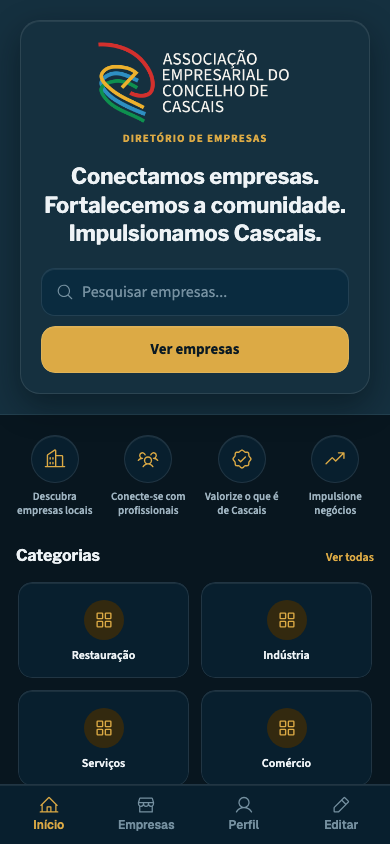 ASSOCIAÇÃO
EMPRESARIAL DO
CONCELHO DE
CASCAIS
DIRETÓRIO DE EMPRESAS
Conectamos empresas.
Fortalecemos a comunidade.
Impulsionamos Cascais.
Pesquisar empresas...
Ver empresas
Descubra
empresas locais
Conecte-se com
profissionais
Valorize o que é
de Cascais
Impulsione
negócios
Categorias
Ver todas
Restauração
Indústria
Serviços
Comércio
Início
Empresas
Perfil
Editar